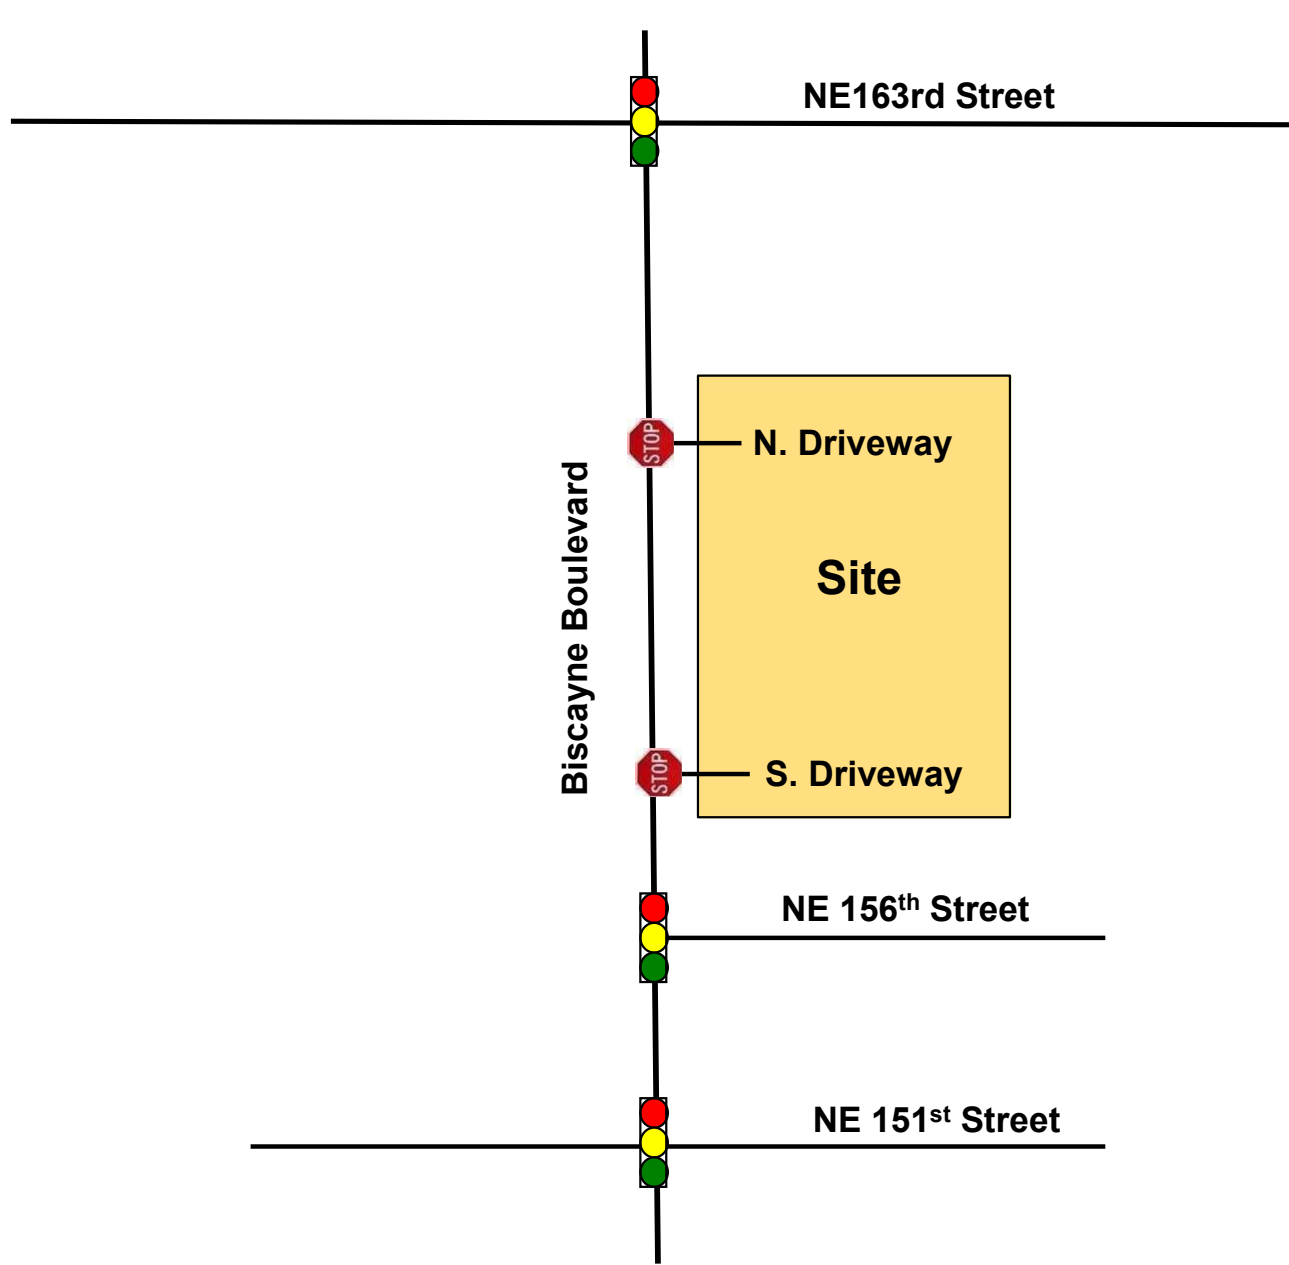 NE163rd Street
STOP
N. Driveway
Biscayne Boulevard
Site
STOP
S. Driveway
NE 156th Street
NE 151st Street